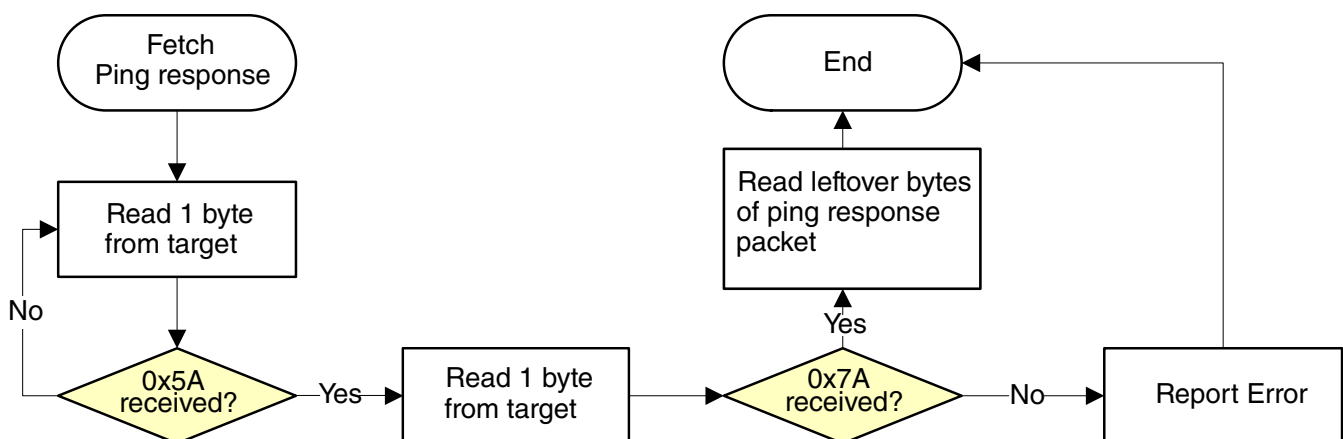 Fetch
Ping response
End
Read 1 byte
from target
Read leftover bytes
of ping response
packet
No
Yes
0x5A
received?
Yes
Read 1 byte
from target
0x7A
received?
No
Report Error